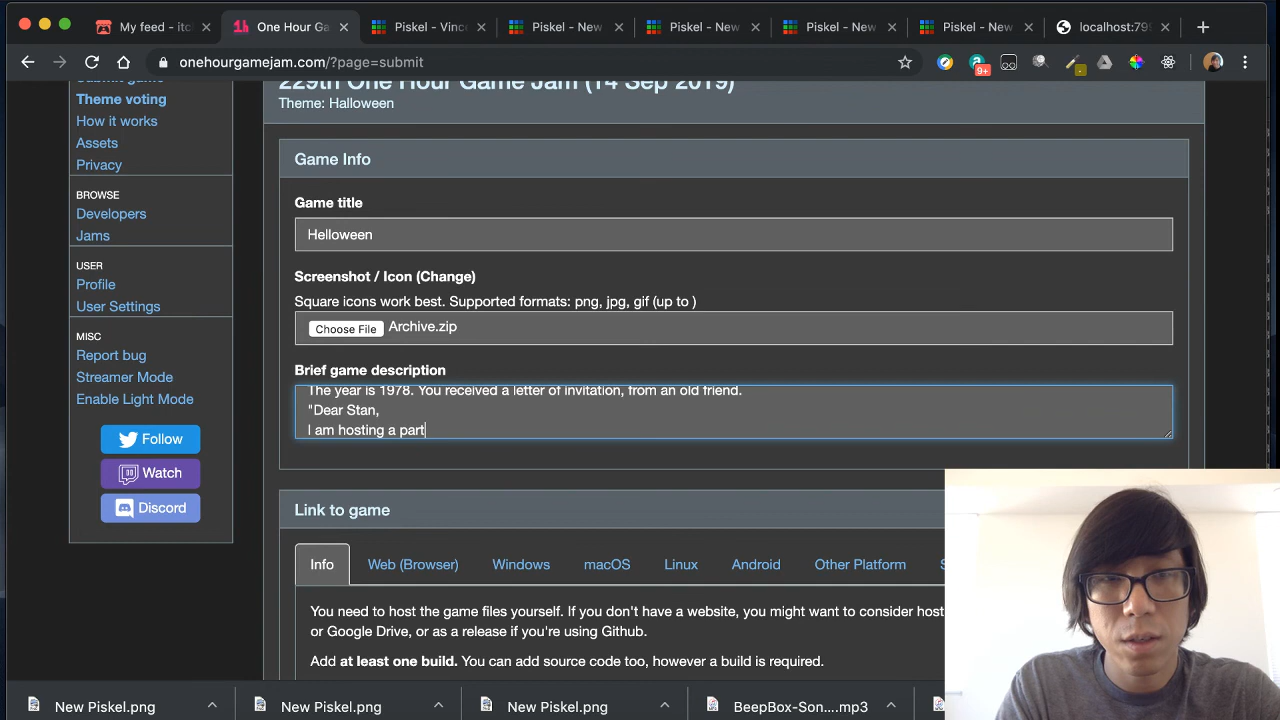 My feed - itch
One Hour Ga
Piskel - Vince
Piskel - New
Piskel - New
Piskel - New
Piskel - New
localhost:799
onehourgamejam.com/?page=submit
9+
Submit game
Theme voting
How it works
Assets
Privacy
BROWSE
Developers
Jams
USER
Profile
User Settings
MISC
Report bug
Streamer Mode
Enable Light Mode
Follow
Watch
Discord
229th One Hour Game Jam (14 Sep 2019)
Theme: Halloween
Game Info
Game title
Helloween
Screenshot / Icon (Change)
Square icons work best. Supported formats: png, jpg, gif (up to )
Choose File Archive.zip
Brief game description
The year is 1978. You received a letter of invitation, from an old friend.
"Dear Stan,
I am hosting a part
Link to game
Info Web (Browser) Windows macOS Linux Android Other Platform S
You need to host the game files yourself. If you don't have a website, you might want to consider host
or Google Drive, or as a release if you're using Github.
Add at least one build. You can add source code too, however a build is required.
New Piskel.png
New Piskel.png
New Piskel.png
BeepBox-Son....mp3